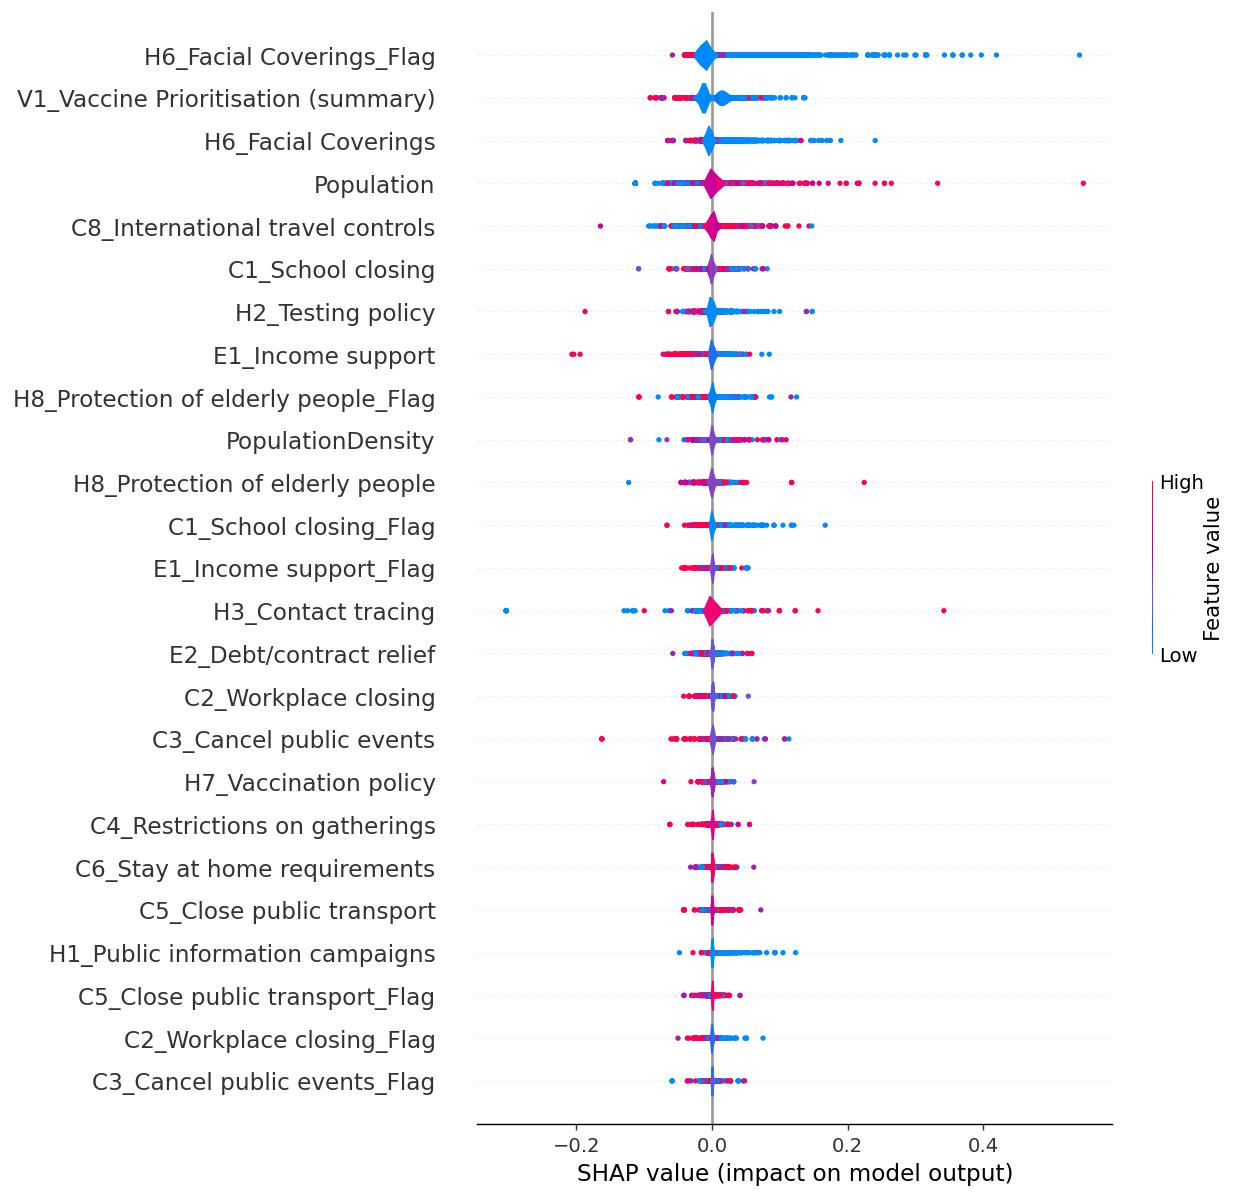 H6_Facial Coverings_Flag
V1_Vaccine Prioritisation (summary)
H6_Facial Coverings
Population
C8_International travel controls
C1_School closing
H2_Testing policy
E1_Income support
H8_Protection of elderly people_Flag
PopulationDensity
H8_Protection of elderly people
C1_School closing_Flag
E1_Income support_Flag
H3_Contact tracing
E2_Debt/contract relief
C2_Workplace closing
C3_Cancel public events
H7_Vaccination policy
C4_Restrictions on gatherings
C6_Stay at home requirements
C5_Close public transport
H1_Public information campaigns
C5_Close public transport_Flag
C2_Workplace closing_Flag
C3_Cancel public events_Flag
−0.2 0.0 0.2 0.4
SHAP value (impact on model output)
High
Feature value
Low